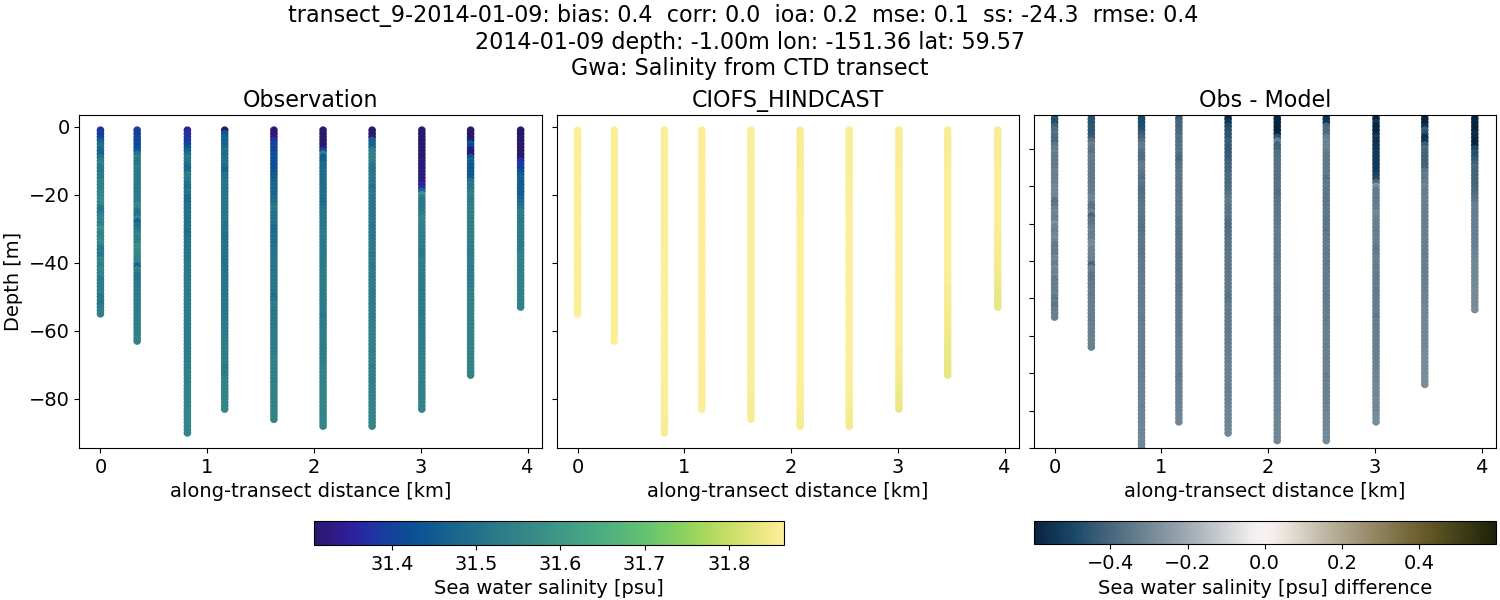 transect_9-2014-01-09: bias: 0.4  corr: 0.0  ioa: 0.2  mse: 0.1  ss: -24.3  rmse: 0.4
2014-01-09 depth: -1.00m lon: -151.36 lat: 59.57
Gwa: Salinity from CTD transect
Observation
CIOFS_HINDCAST
Obs - Model
Depth [m]
0
−20
−40
−60
−80
0 1 2 3 4
0 1 2 3 4
0 1 2 3 4
along-transect distance [km]
along-transect distance [km]
along-transect distance [km]
31.4 31.5 31.6 31.7 31.8
Sea water salinity [psu]
−0.4 −0.2 0.0 0.2 0.4
Sea water salinity [psu] difference